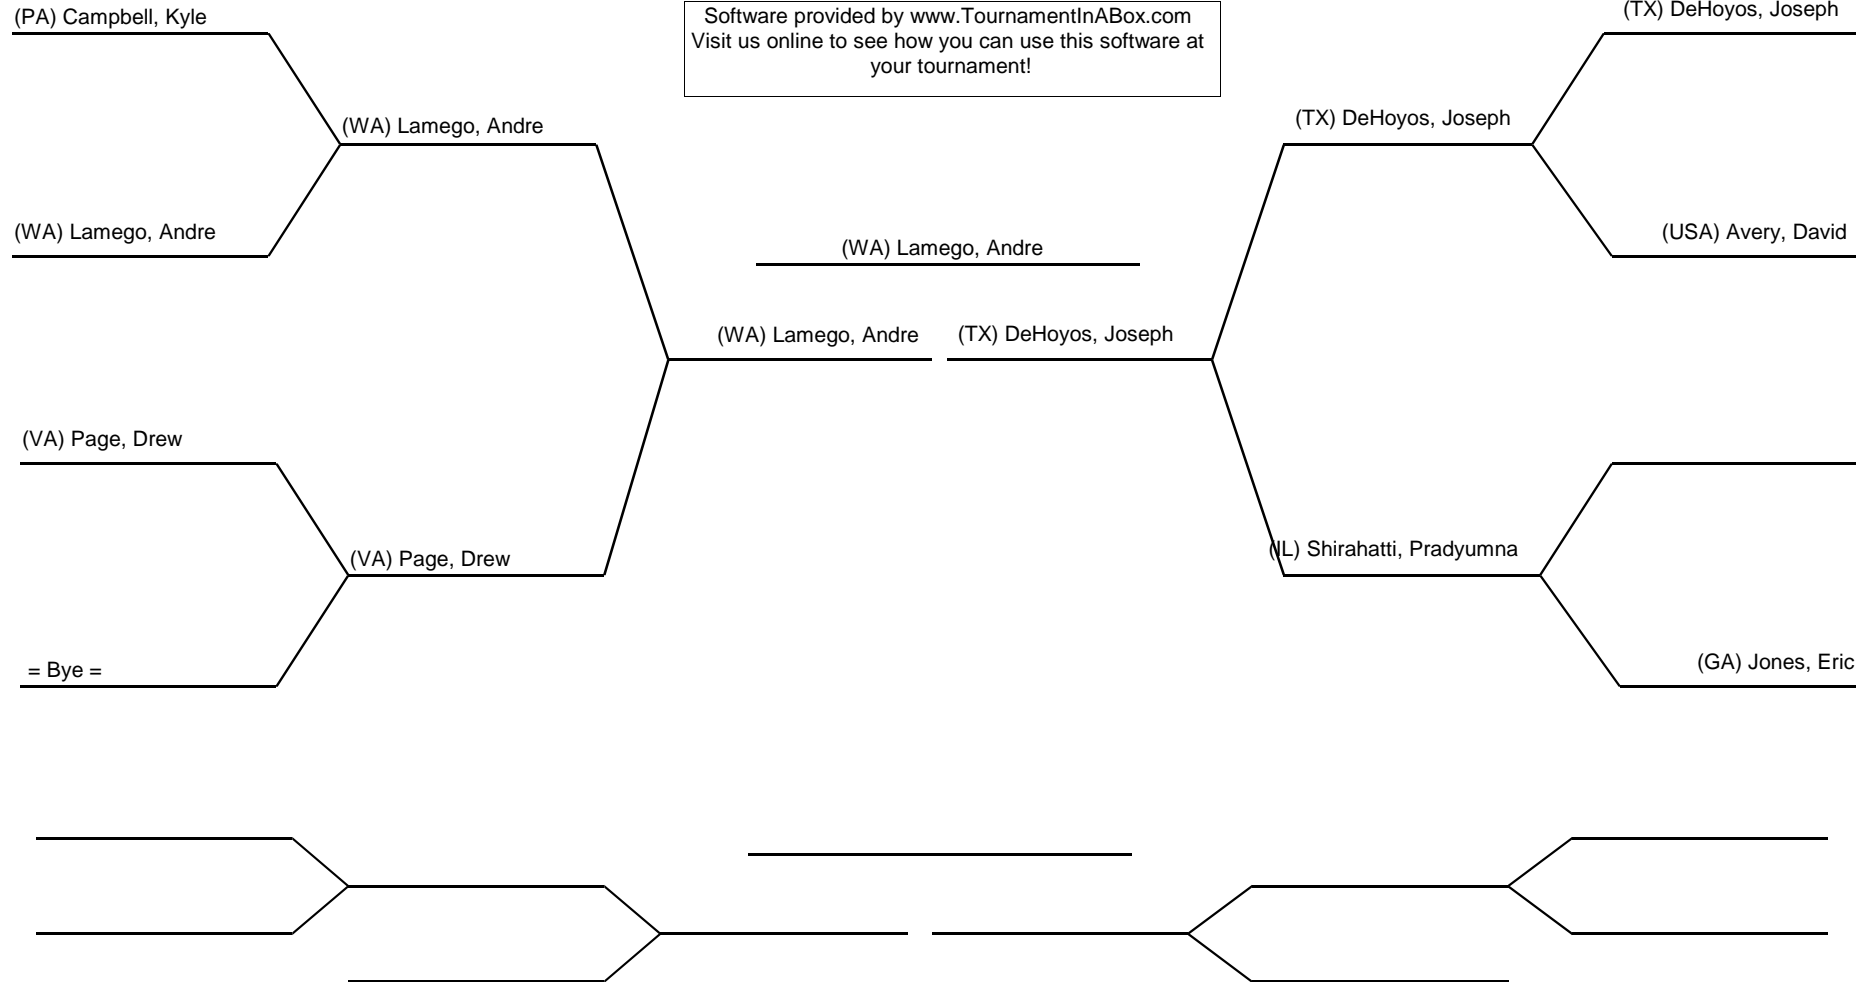 (PA) Campbell, Kyle
Software provided by www.TournamentInABox.com
Visit us online to see how you can use this software at
your tournament!
(TX) DeHoyos, Joseph
(WA) Lamego, Andre
(TX) DeHoyos, Joseph
(WA) Lamego, Andre
(WA) Lamego, Andre
(USA) Avery, David
(WA) Lamego, Andre
(TX) DeHoyos, Joseph
(VA) Page, Drew
(VA) Page, Drew
(IL) Shirahatti, Pradyumna
= Bye =
(GA) Jones, Eric